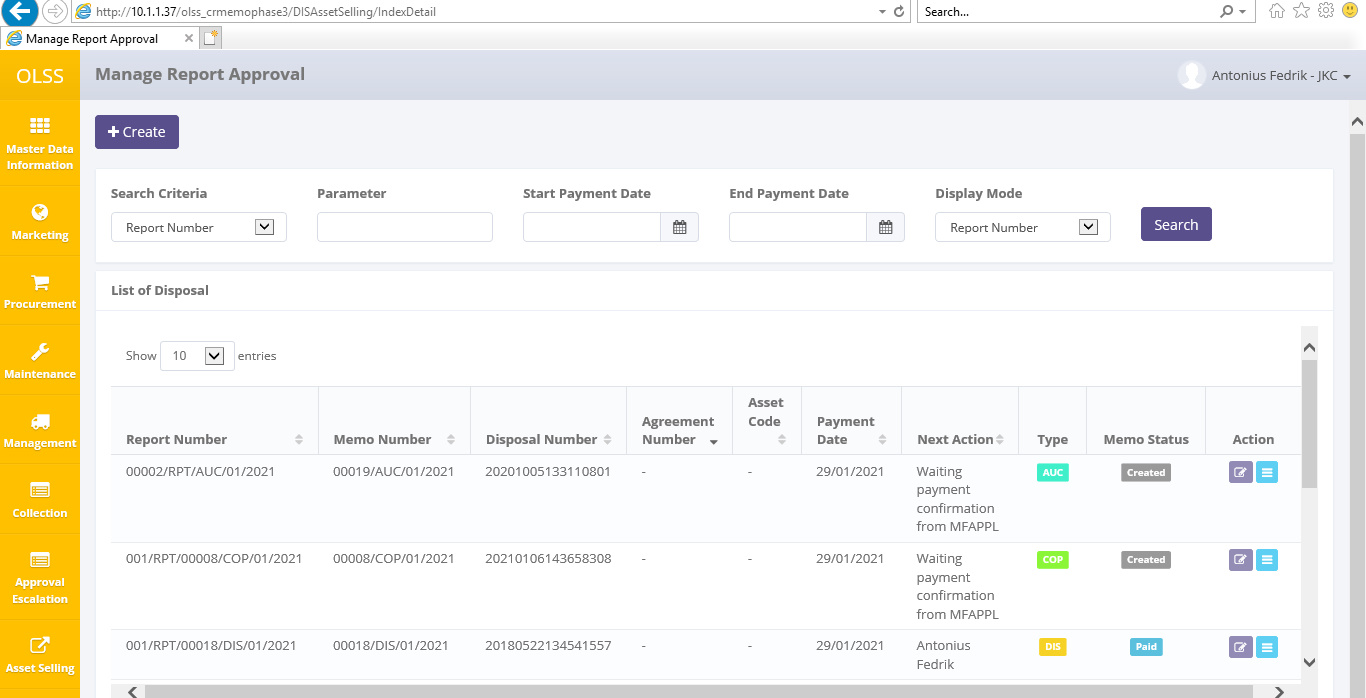 http://10.1.1.37/olss_crmemophase3/DISAssetSelling/IndexDetail
Search...
Manage Report Approval
OLSS
Manage Report Approval
Antonius Fedrik - JKC
Master Data
Information
Marketing
Procurement
Maintenance
Management
Collection
Approval
Escalation
Asset Selling
Create
Search Criteria Parameter Start Payment Date End Payment Date Display Mode
Report Number Report Number Search
List of Disposal
Show 10 entries
Report Number Memo Number Disposal Number Agreement Number Asset Code Payment Date Next Action Type Memo Status Action
00002/RPT/AUC/01/2021 00019/AUC/01/2021 20201005133110801 - - 29/01/2021 Waiting AUC Created
payment
confirmation
from MFAPPL
001/RPT/00008/COP/01/2021 00008/COP/01/2021 20210106143658308 - - 29/01/2021 Waiting COP Created
payment
confirmation
from MFAPPL
001/RPT/00018/DIS/01/2021 00018/DIS/01/2021 20180522134541557 - - 29/01/2021 Antonius DIS Paid
Fedrik